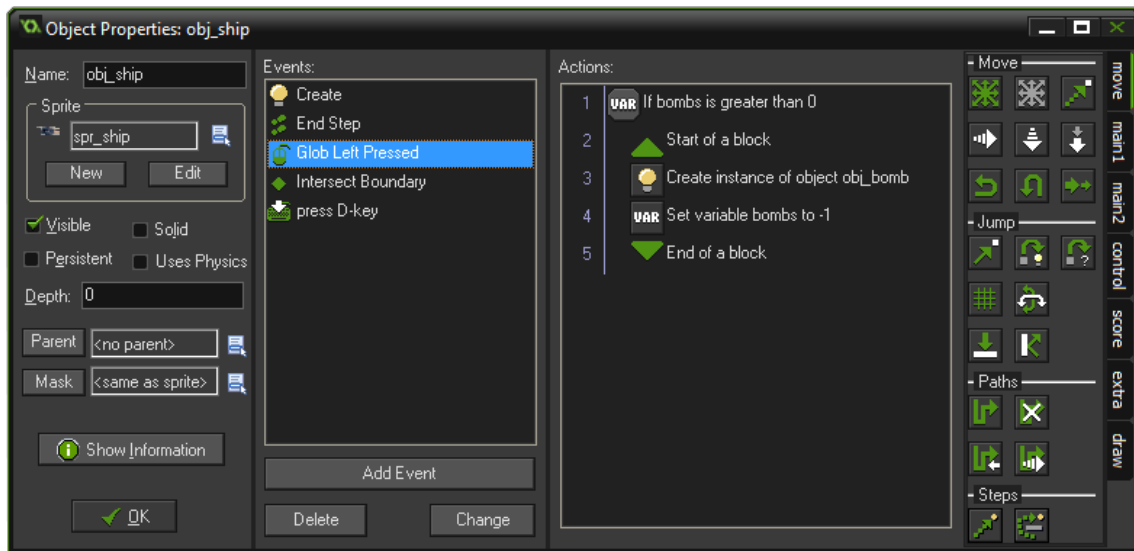 Object Properties: obj_ship
Name: obj_ship
Sprite
spr_ship
New Edit
Visible Solid
Persistent Uses Physics
Depth: 0
Parent <no parent>
Mask <same as sprite>
Show Information
OK
Events:
Create
End Step
Glob Left Pressed
Intersect Boundary
press D-key
Add Event
Delete Change
Actions:
1 VAR If bombs is greater than 0
2 Start of a block
3 Create instance of object obj_bomb
4 VAR Set variable bombs to -1
5 End of a block
Move
Jump
?
Paths
Steps
move
main1
main2
control
score
extra
draw